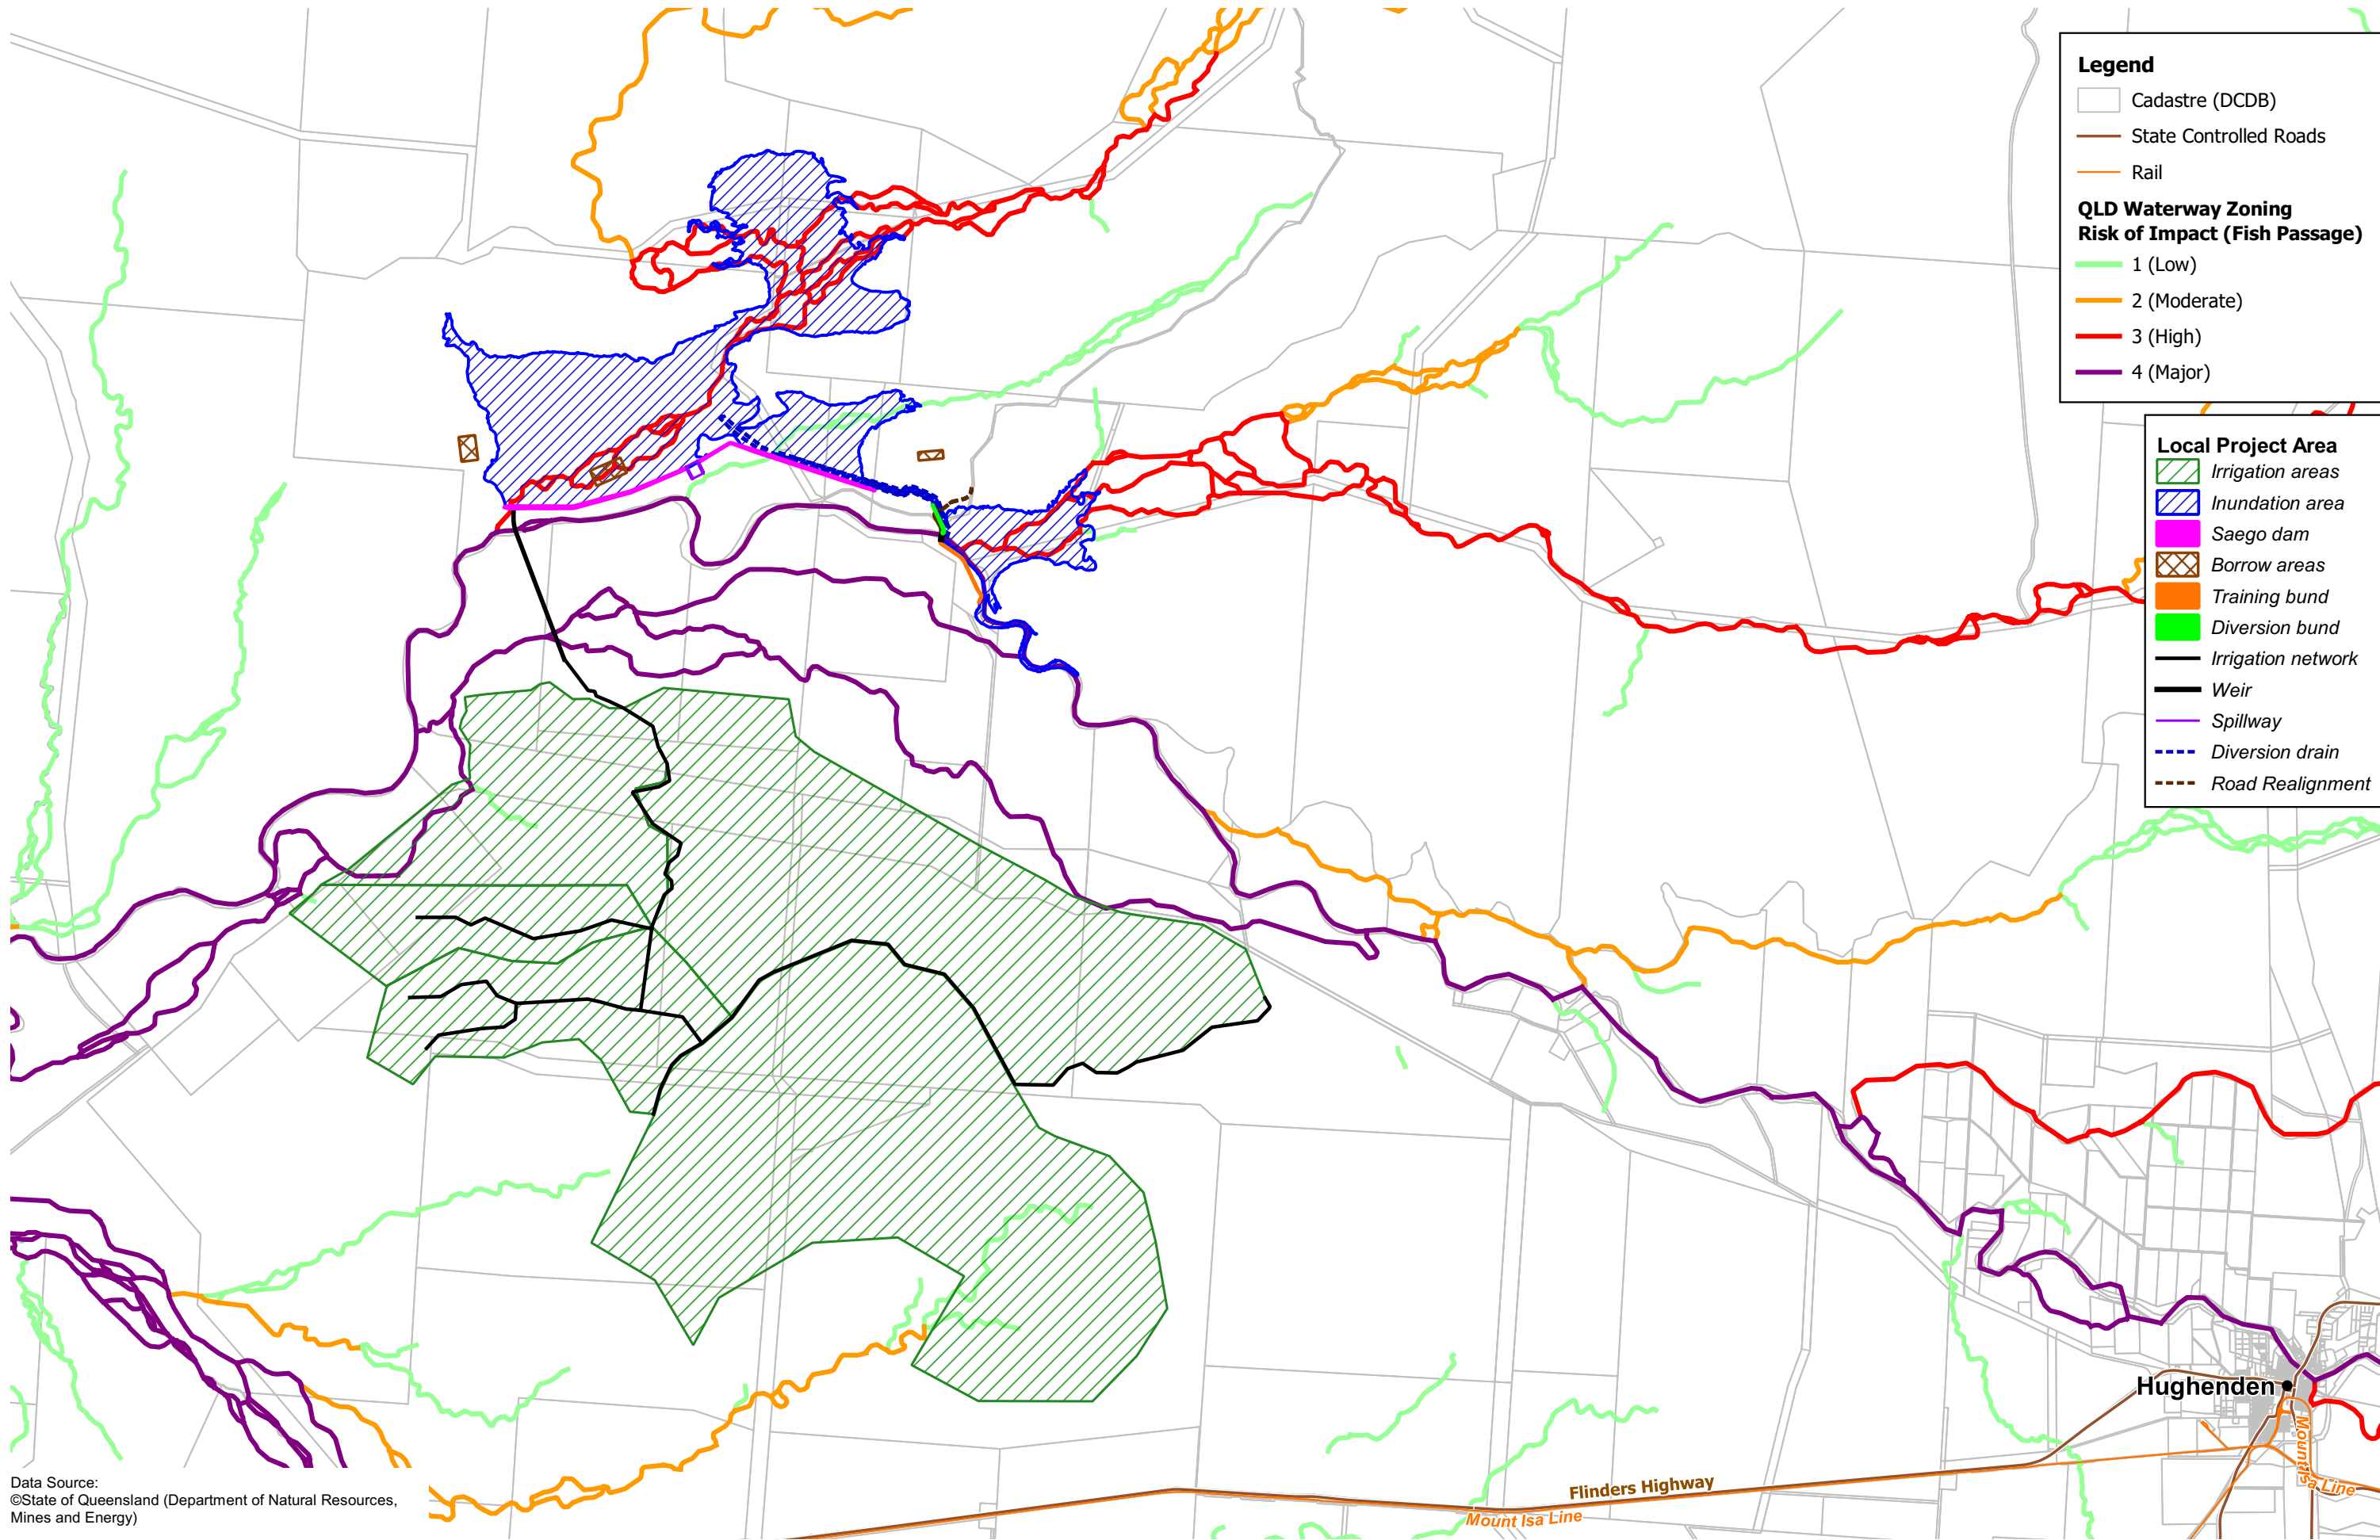 Legend
Cadastre (DCDB)
State Controlled Roads
Rail
QLD Waterway Zoning
Risk of Impact (Fish Passage)
1 (Low)
2 (Moderate)
3 (High)
4 (Major)
Local Project Area
Irrigation areas
Inundation area
Saego dam
Borrow areas
Training bund
Diversion bund
Irrigation network
Weir
Spillway
Diversion drain
Road Realignment
Hughenden
Mount Isa Line
Flinders Highway
Mount Isa Line
Data Source:
©State of Queensland (Department of Natural Resources,
Mines and Energy)